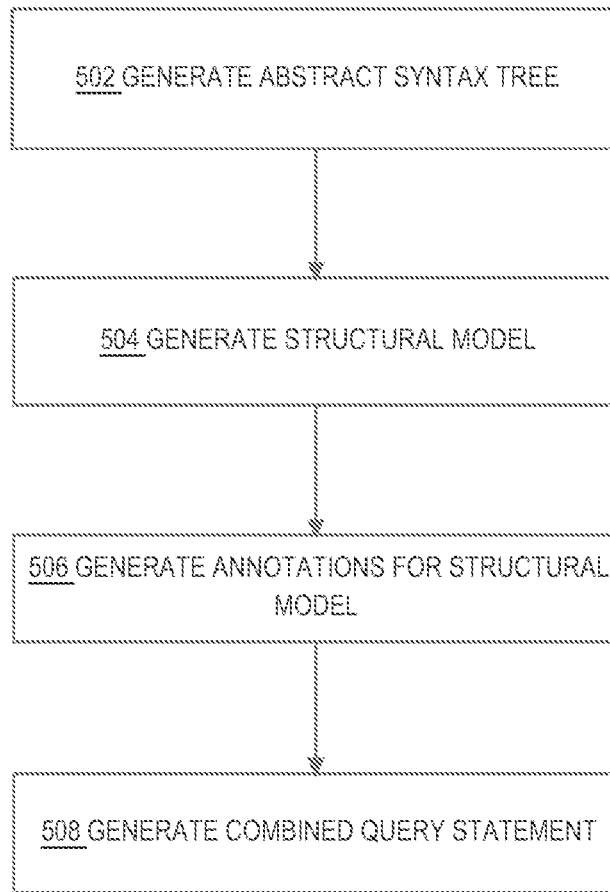 502 GENERATE ABSTRACT SYNTAX TREE
504 GENERATE STRUCTURAL MODEL
506 GENERATE ANNOTATIONS FOR STRUCTURAL
MODEL
508 GENERATE COMBINED QUERY STATEMENT